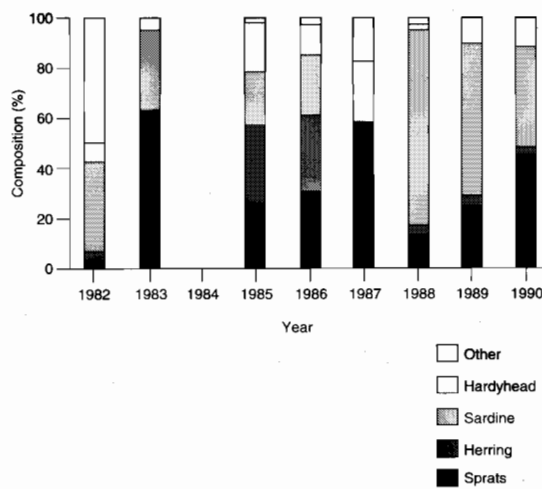 100
80
60
40
20
0
Composition (%)
1982 1983 1984 1985 1986 1987 1988 1989 1990
Year
Other
Hardyhead
Sardine
Herring
Sprats